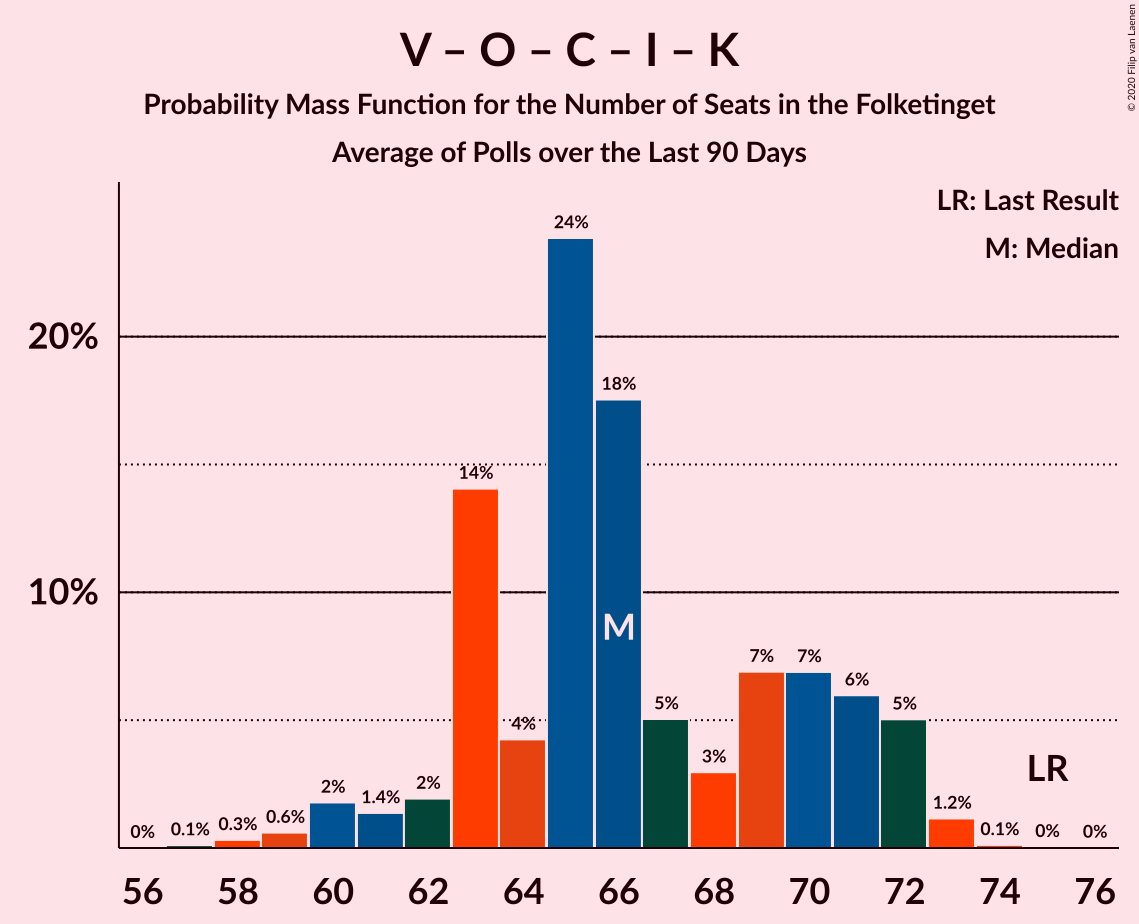 V – O – C – I – K
Probability Mass Function for the Number of Seats in the Folketinget
Average of Polls over the Last 90 Days
© 2020 Filip van Laenen
LR: Last Result
M: Median
20%
10%
0%
0.1%
0.3%
0.6%
2%
1.4%
2%
14%
4%
24%
18%
M
5%
3%
7%
7%
6%
5%
1.2%
0.1%
LR
0%
0%
56 58 60 62 64 66 68 70 72 74 76